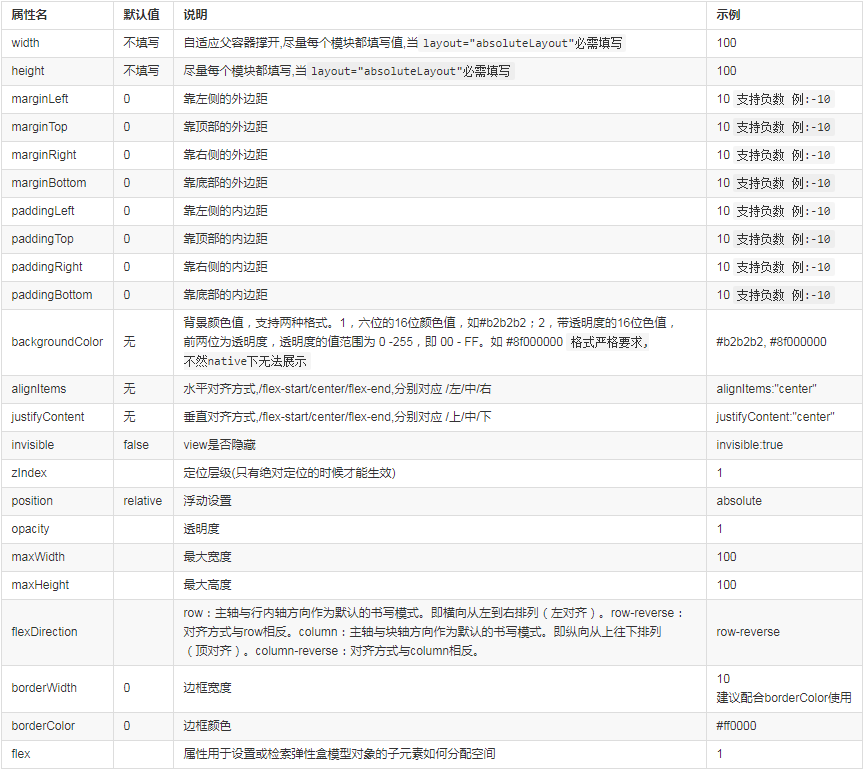 属性名 默认值 说明 示例
width 不填写 自适应父容器撑开,尽量每个模块都填写值,当 layout="absoluteLayout"必需填写 100
height 不填写 尽量每个模块都填写,当 layout="absoluteLayout"必需填写 100
marginLeft 0 靠左侧的外边距 10 支持负数 例:-10
marginTop 0 靠顶部的外边距 10 支持负数 例:-10
marginRight 0 靠右侧的外边距 10 支持负数 例:-10
marginBottom 0 靠底部的外边距 10 支持负数 例:-10
paddingLeft 0 靠左侧的内边距 10 支持负数 例:-10
paddingTop 0 靠顶部的内边距 10 支持负数 例:-10
paddingRight 0 靠右侧的内边距 10 支持负数 例:-10
paddingBottom 0 靠底部的内边距 10 支持负数 例:-10
背景颜色值，支持两种格式。1，六位的16位颜色值，如#b2b2b2；2，带透明度的16位色值，
backgroundColor 无 前两位为透明度，透明度的值范围为 0 -255，即 00 - FF。如 #8f000000 格式严格要求, #b2b2b2, #8f000000
不然native下无法展示
alignItems 无 水平对齐方式,/flex-start/center/flex-end,分别对应 /左/中/右 alignItems:"center"
justifyContent 无 垂直对齐方式,/flex-start/center/flex-end,分别对应 /上/中/下 justifyContent:"center"
invisible false view是否隐藏 invisible:true
zIndex 定位层级(只有绝对定位的时候才能生效) 1
position relative 浮动设置 absolute
opacity 透明度 1
maxWidth 最大宽度 100
maxHeight 最大高度 100
row：主轴与行内轴方向作为默认的书写模式。即横向从左到右排列（左对齐）。row-reverse：
flexDirection 对齐方式与row相反。column：主轴与块轴方向作为默认的书写模式。即纵向从上往下排列 row-reverse
（顶对齐）。column-reverse：对齐方式与column相反。
borderWidth 0 边框宽度 10
建议配合borderColor使用
borderColor 0 边框颜色 #ff0000
flex 属性用于设置或检索弹性盒模型对象的子元素如何分配空间 1